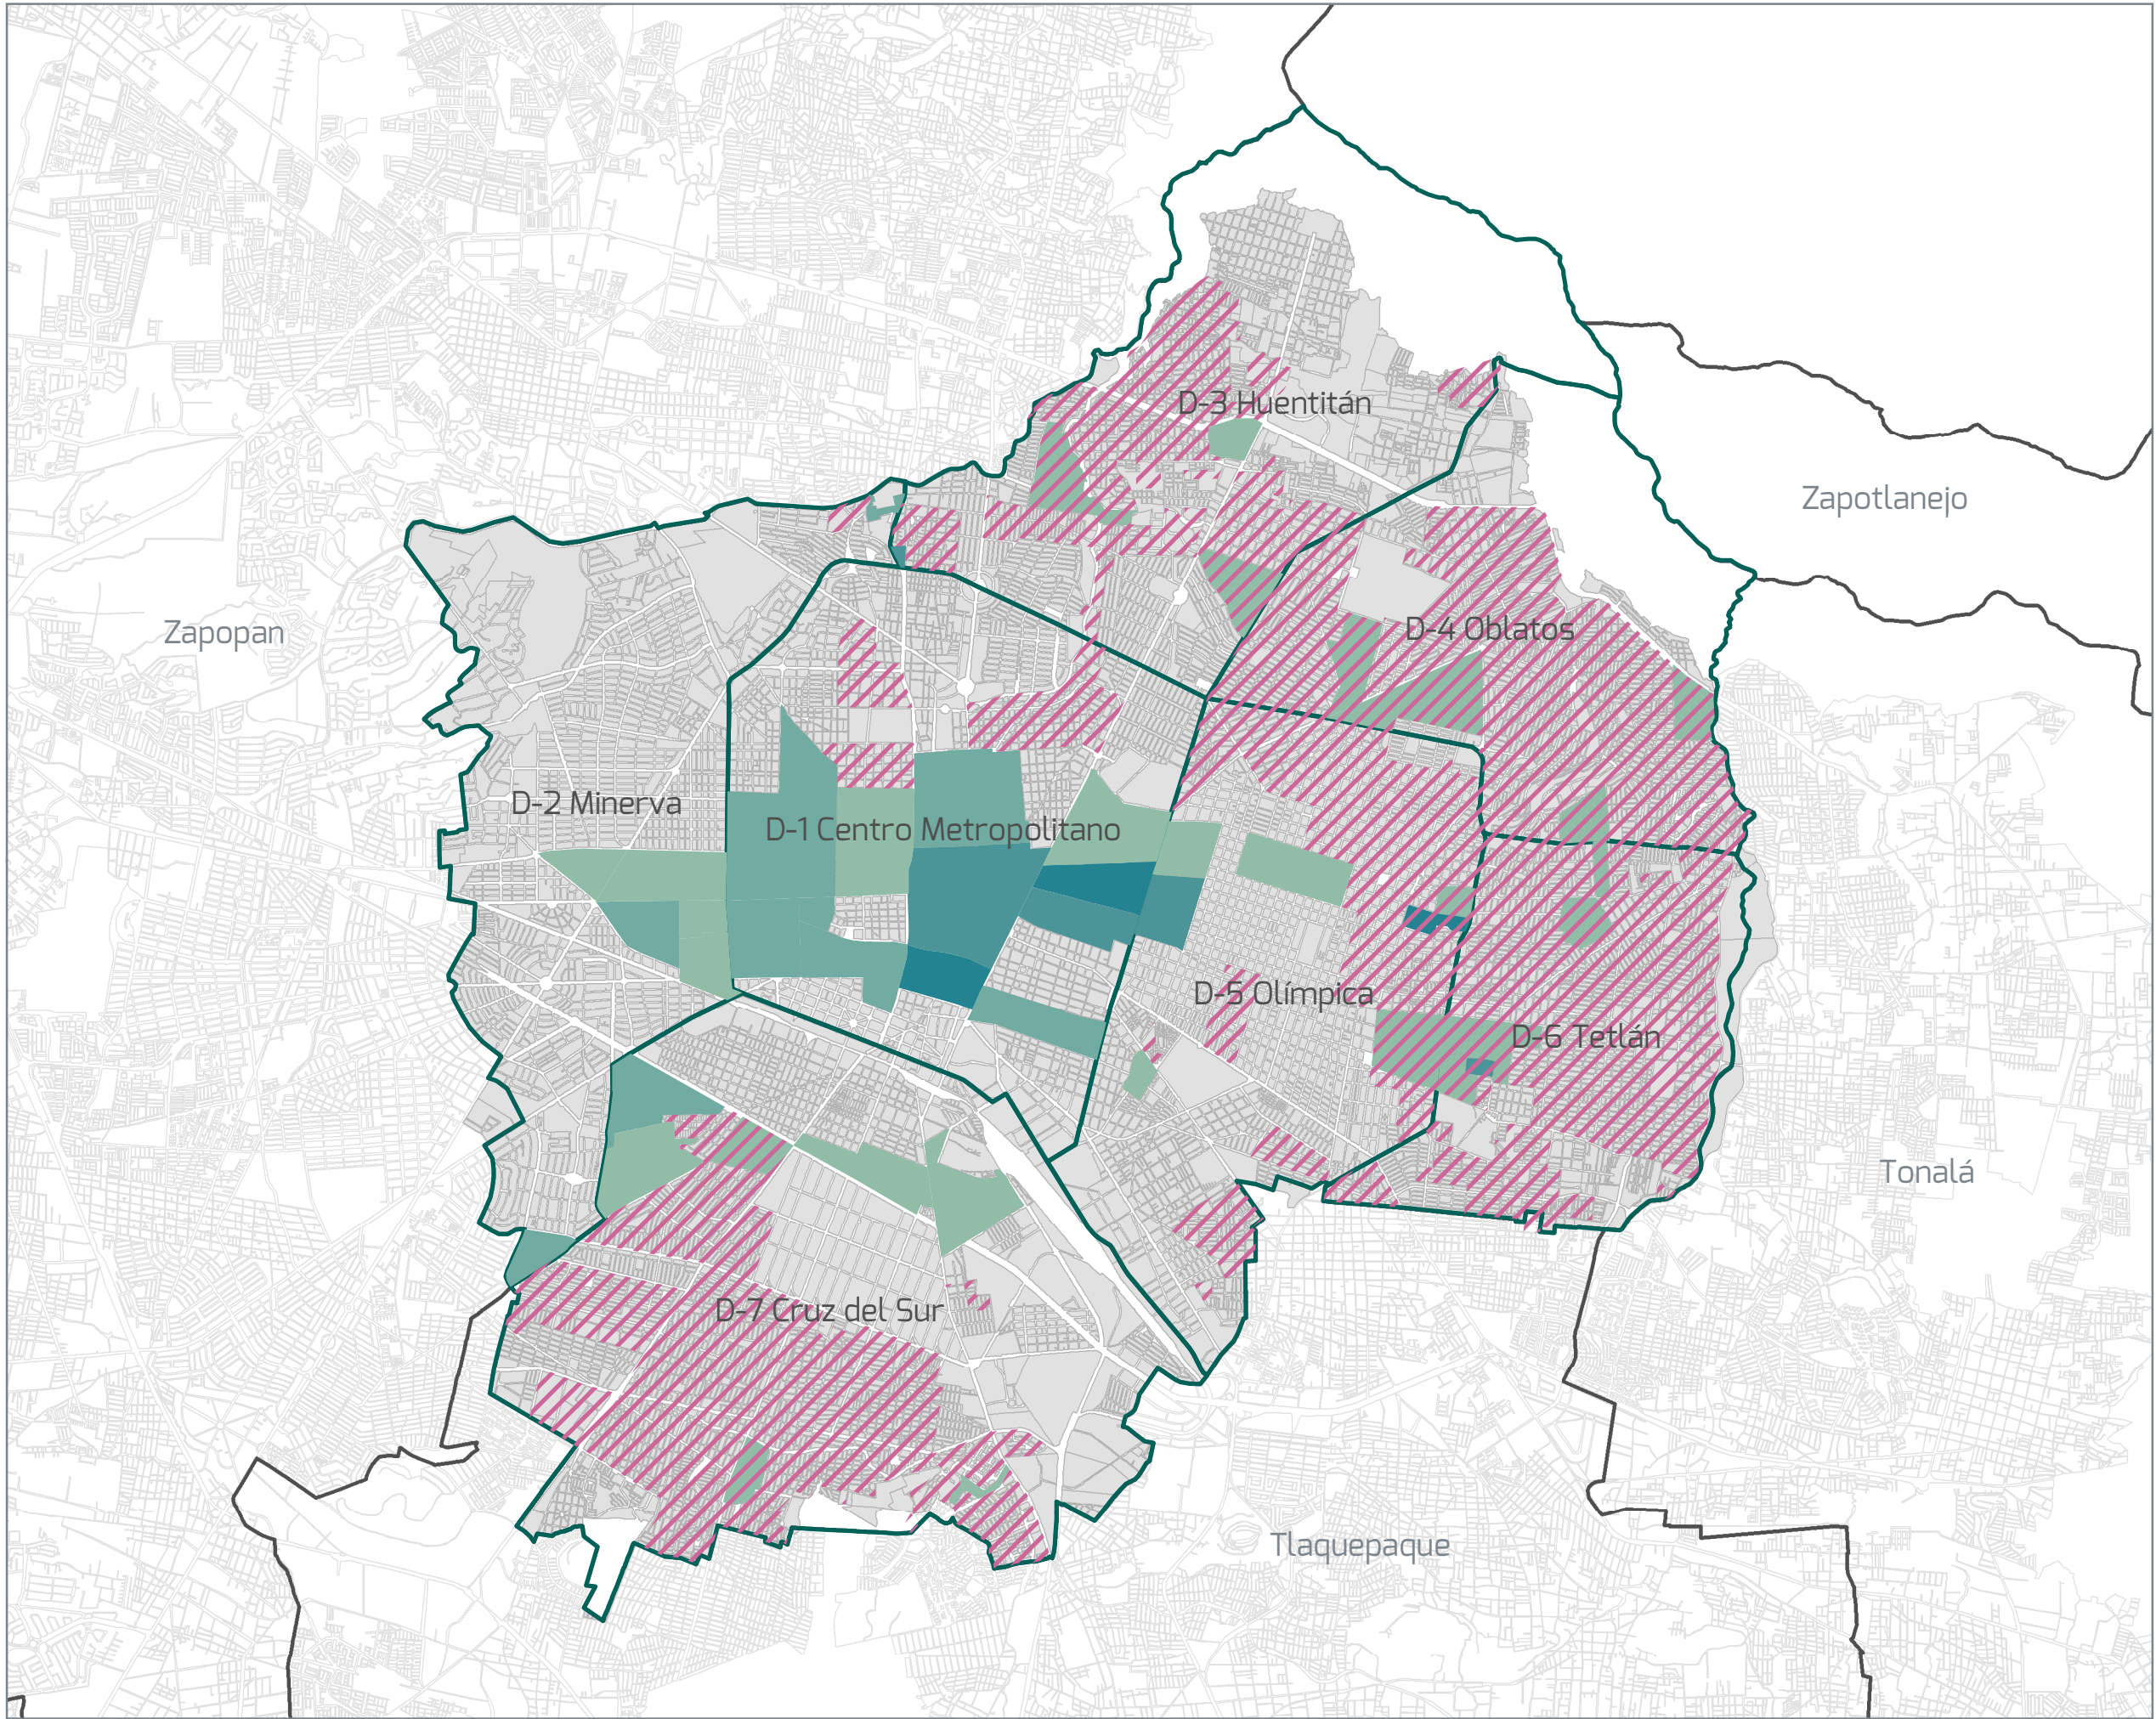 D-3 Huentitán
Zapotlanejo
Zapopan
D-4 Oblatos
D-2 Minerva
D-1 Centro Metropolitano
D-5 Olímpica
D-6 Tetlán
Tonalá
D-7 Cruz del Sur
Tlaquepaque